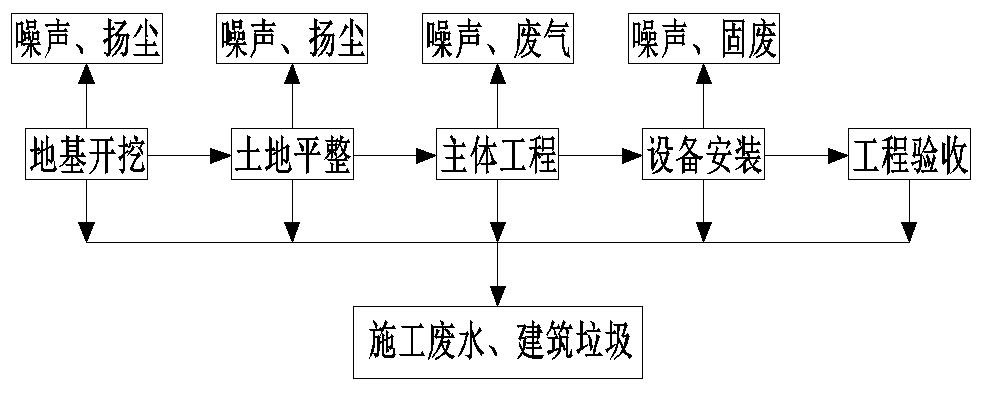 噪声、扬尘
噪声、扬尘
噪声、废气
噪声、固废
地基开挖
土地平整
主体工程
设备安装
工程验收
施工废水、建筑垃圾